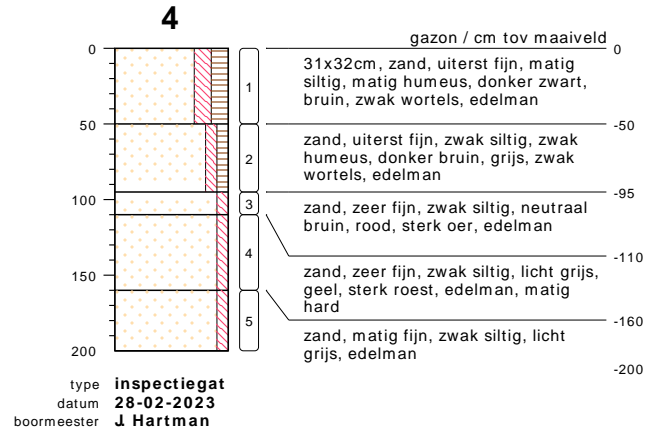 4
gazon / cm tov maaiveld
0
0
31x32cm, zand, uiterst fijn, matig
siltig, matig humeus, donker zwart,
bruin, zwak wortels, edelman
1
50
-50
zand, uiterst fijn, zwak siltig, zwak
humeus, donker bruin, grijs, zwak
wortels, edelman
2
-95
100
3
zand, zeer fijn, zwak siltig, neutraal
bruin, rood, sterk oer, edelman
-110
4
zand, zeer fijn, zwak siltig, licht grijs,
geel, sterk roest, edelman, matig
hard
150
-160
5
zand, matig fijn, zwak siltig, licht
grijs, edelman
200
-200
type inspectiegat
datum 28-02-2023
boormeester J. Hartman